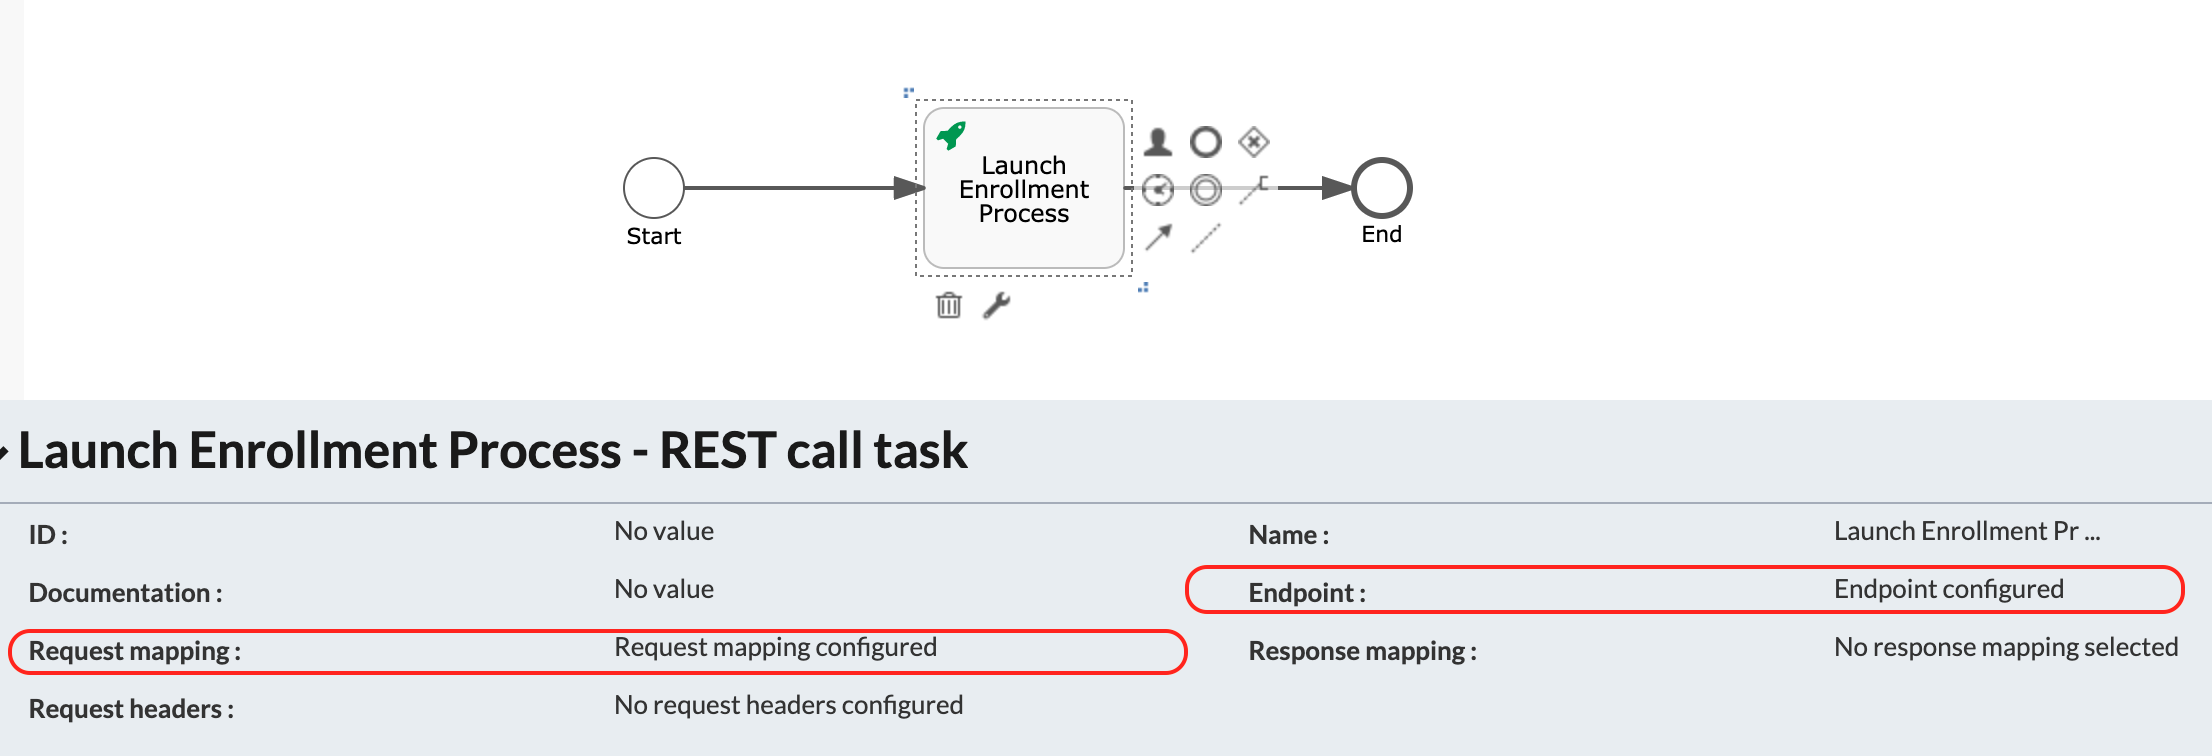 Launch
Enrollment
Process
Start
End
Launch Enrollment Process - REST call task
ID : No value Name : Launch Enrollment Pr ...
Documentation : No value Endpoint : Endpoint configured
Request mapping : Request mapping configured Response mapping : No response mapping selected
Request headers : No request headers configured